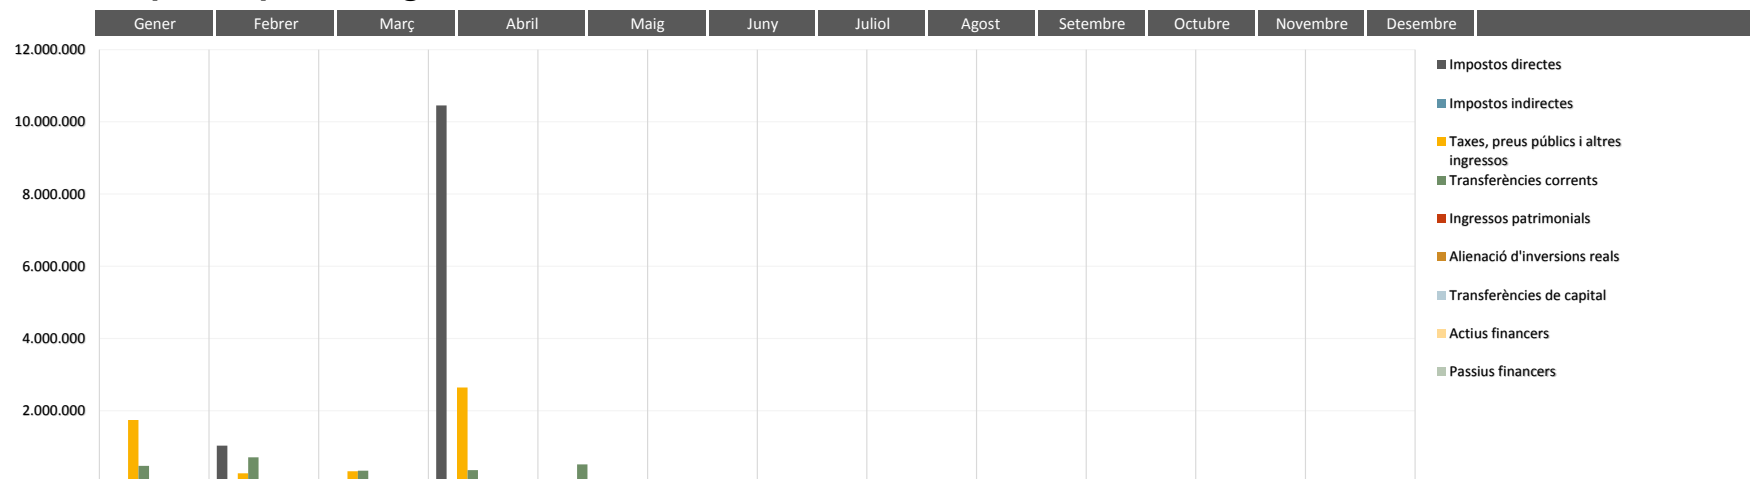 Gener Febrer Març Abril Maig Juny Juliol Agost Setembre Octubre Novembre Desembre
12.000.000
10.000.000
8.000.000
6.000.000
4.000.000
2.000.000
Impostos directes
Impostos indirectes
Taxes, preus públics i altres
ingressos
Transferències corrents
Ingressos patrimonials
Alienació d'inversions reals
Transferències de capital
Actius financers
Passius financers